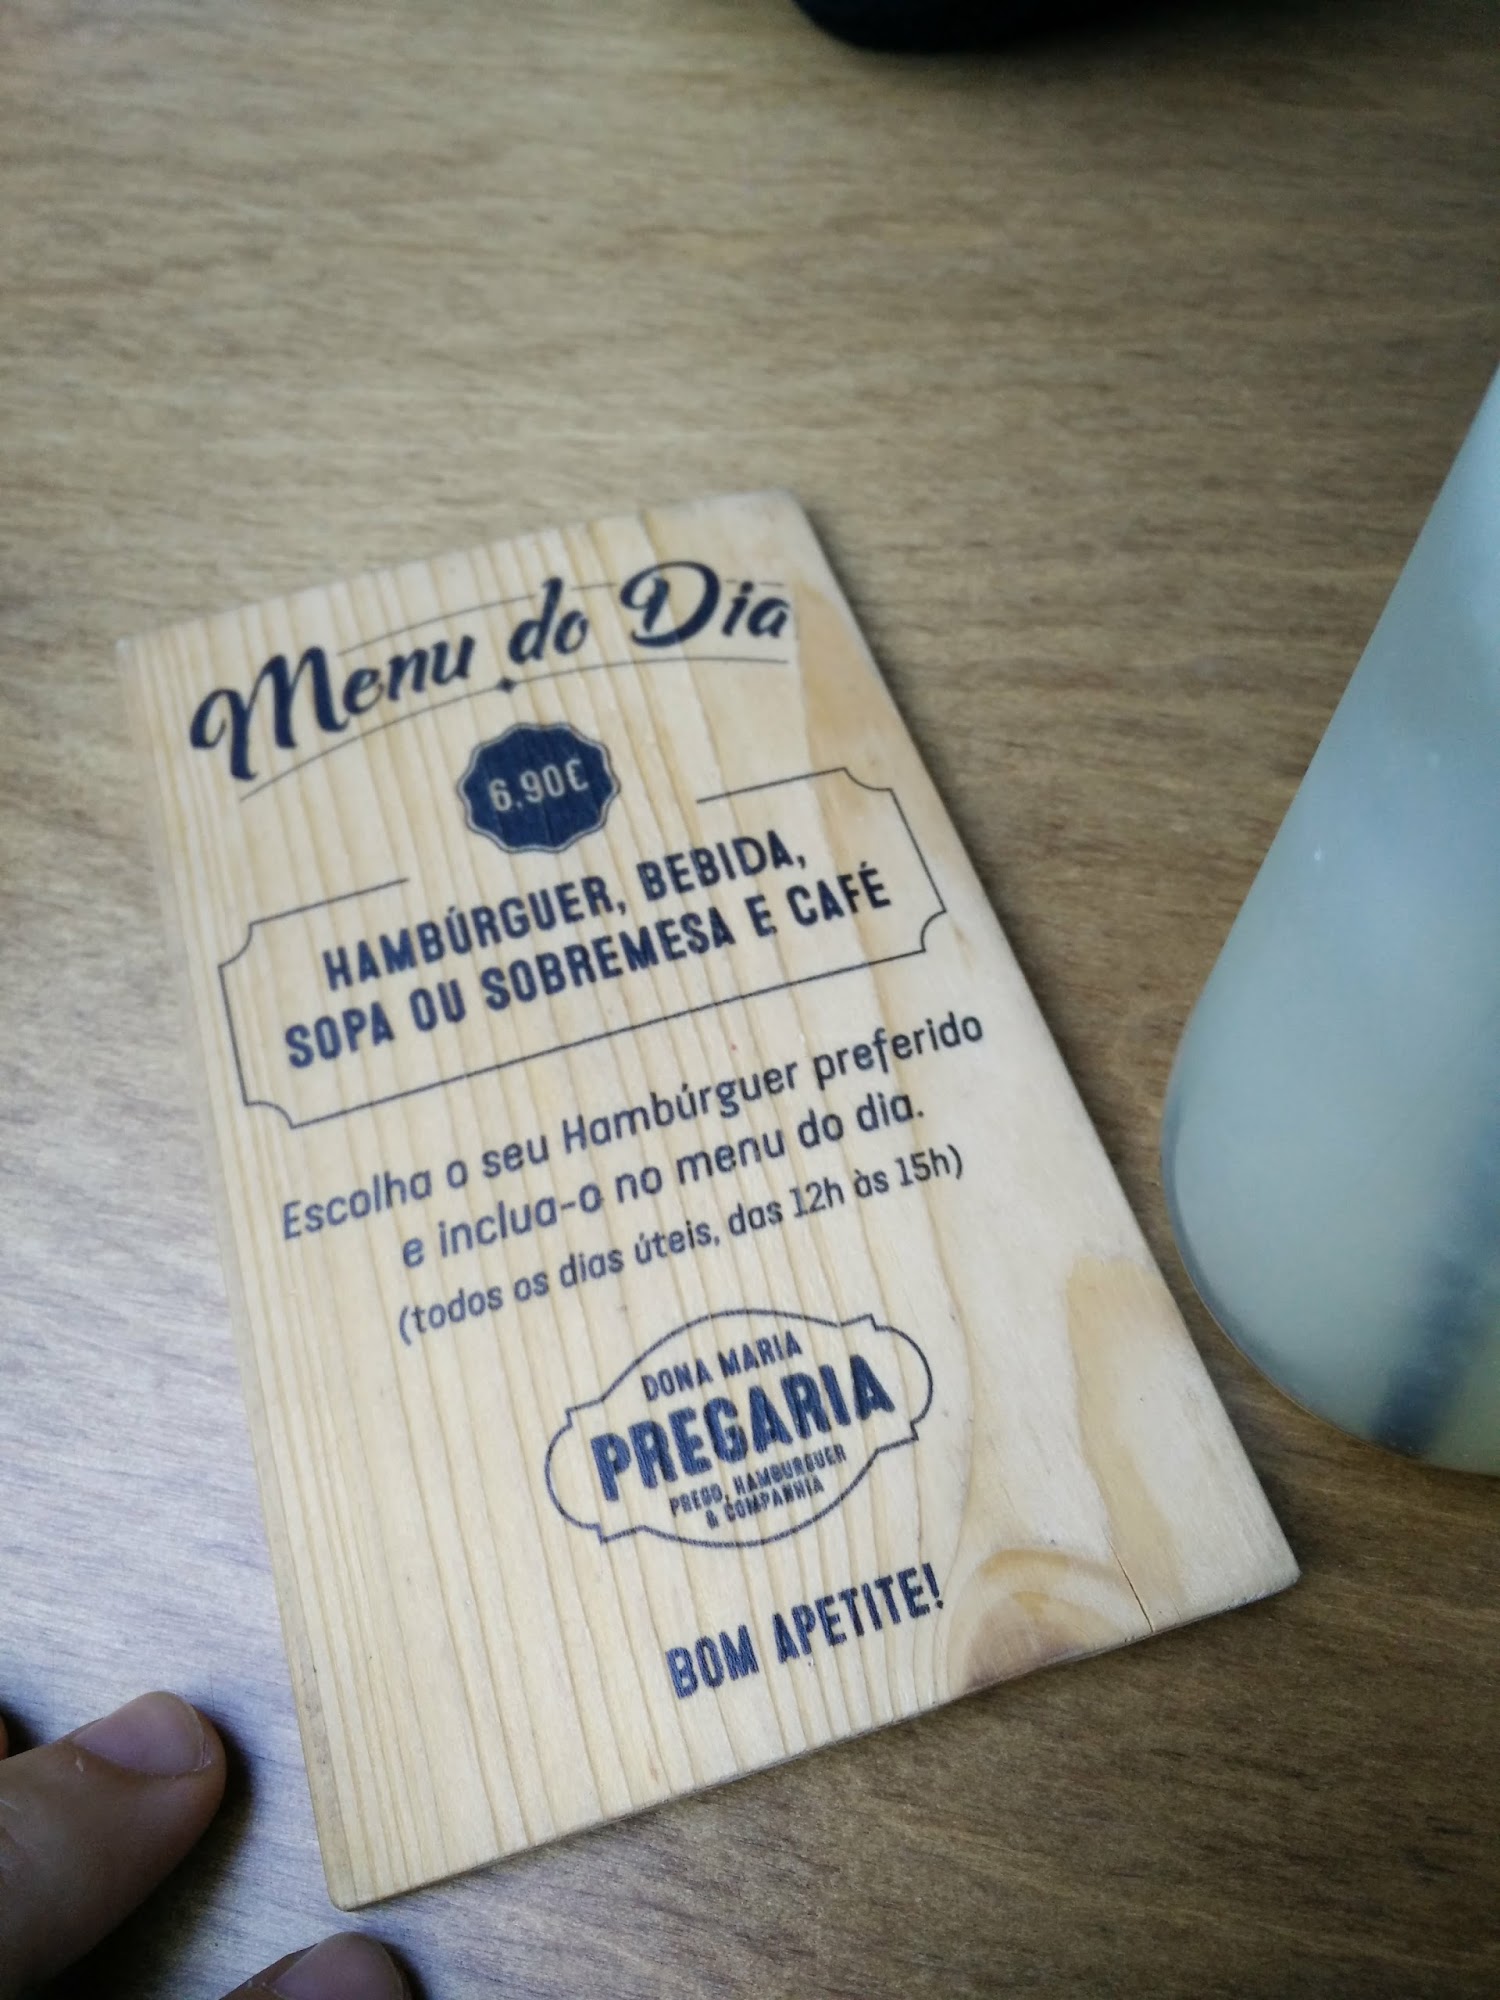 Menu do Dia
6.90€
HAMBÚRGUER, BEBIDA,
SOPA OU SOBREMESA E CAFÉ
Escolha o seu Hambúrguer preferido
e inclua-o no menu do dia.
(todos os dias úteis, das 12h às 15h)
DONA MARIA
PREGARIA
PREGO, HAMBURGUER
& COMPANHIA
BOM APETITE!